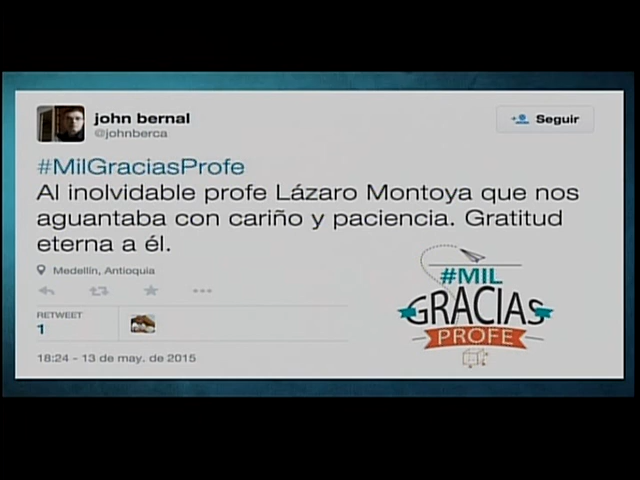 john bernal
@johnberca
Seguir
#MilGraciasProfe
Al inolvidable profe Lázaro Montoya que nos
aguantaba con cariño y paciencia. Gratitud
eterna a él.
Medellín, Antioquia
RETWEET
1
18:24 - 13 de may. de 2015
#MIL
GRACIAS
PROFE